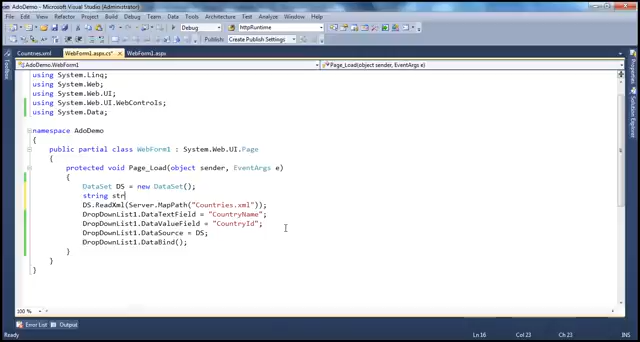 AdoDemo - Microsoft Visual Studio (Administrator)
File Edit View Refactor Project Build Debug Team Data Tools Architecture Test Analyze Window Help
Debug httpRuntime
Publish: Create Publish Settings
Countries.xml WebForm1.aspx.cs* WebForm1.aspx
AdoDemo.WebForm1 Page_Load(object sender, EventArgs e)
using System.Linq;
using System.Web;
using System.Web.UI;
using System.Web.UI.WebControls;
using System.Data;
namespace AdoDemo
{
public partial class WebForm1 : System.Web.UI.Page
{
protected void Page_Load(object sender, EventArgs e)
{
DataSet DS = new DataSet();
string str
DS.ReadXml(Server.MapPath("Countries.xml"));
DropDownList1.DataTextField = "CountryName";
DropDownList1.DataValueField = "CountryId";
DropDownList1.DataSource = DS;
DropDownList1.DataBind();
}
}
}
100 %
Error List Output
Ready Ln 16 Col 23 Ch 23 INS
Toolbox
Properties
Solution Explorer